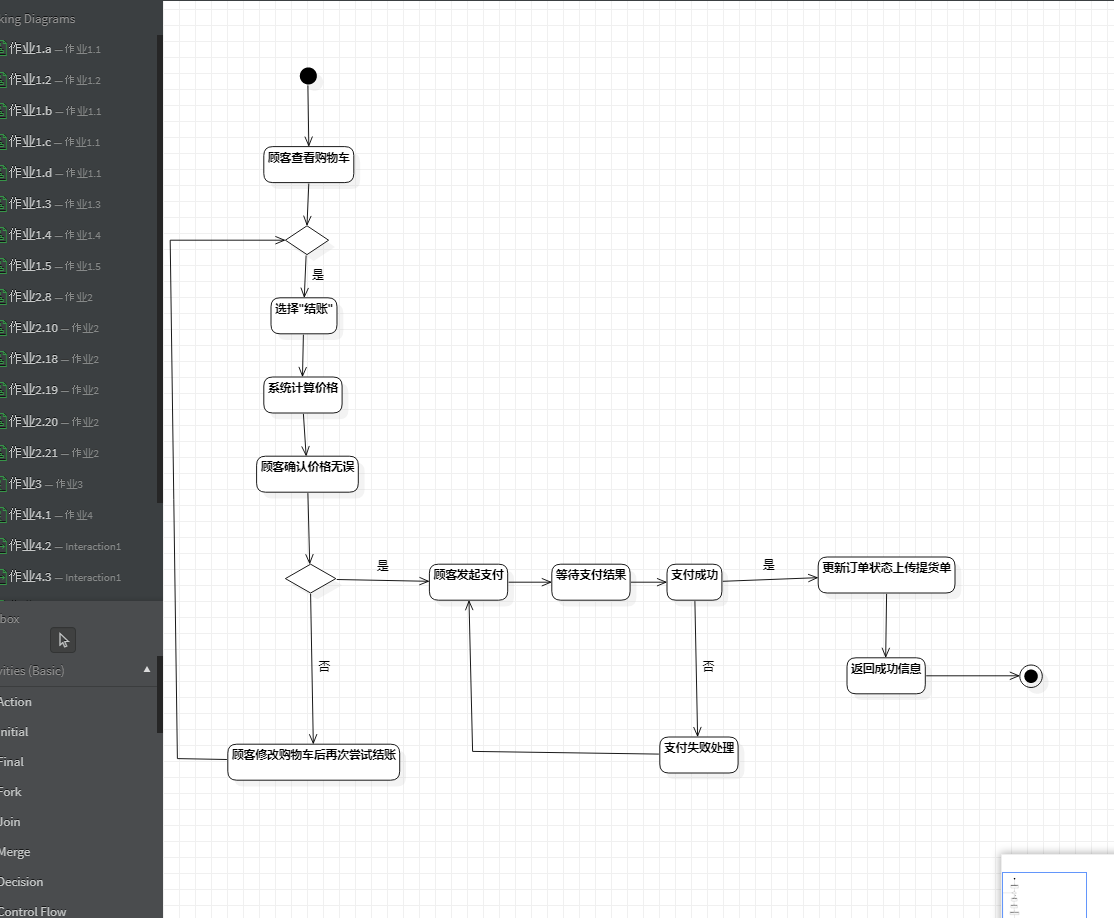 king Diagrams
作业1.a — 作业1.1
作业1.2 — 作业1.2
作业1.b — 作业1.1
作业1.c — 作业1.1
作业1.d — 作业1.1
作业1.3 — 作业1.3
作业1.4 — 作业1.4
作业1.5 — 作业1.5
作业2.8 — 作业2
作业2.10 — 作业2
作业2.18 — 作业2
作业2.19 — 作业2
作业2.20 — 作业2
作业2.21 — 作业2
作业3 — 作业3
作业4.1 — 作业4
作业4.2 — Interaction1
作业4.3 — Interaction1
box
vities (Basic)
Action
nitial
Final
Fork
Join
Merge
Decision
Control Flow
顾客查看购物车
是
选择"结账"
系统计算价格
顾客确认价格无误
是
顾客发起支付
等待支付结果
支付成功
是
更新订单状态上传提货单
否
否
返回成功信息
顾客修改购物车后再次尝试结账
支付失败处理